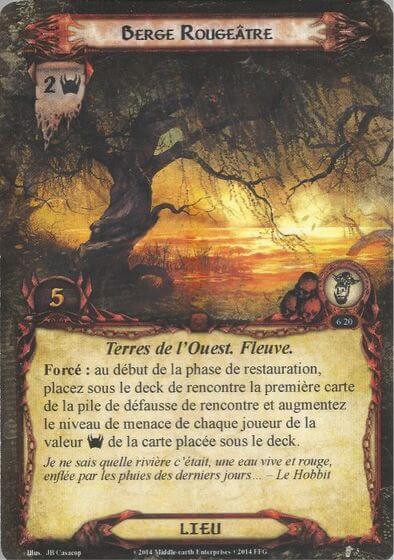 Berge Rougeâtre
2
5
6 20
Terres de l'Ouest. Fleuve.
Forcé : au début de la phase de restauration,
placez sous le deck de rencontre la première carte
de la pile de défausse de rencontre et augmentez
le niveau de menace de chaque joueur de la
valeur de la carte placée sous le deck.
Je ne sais quelle rivière c'était, une eau vive et rouge,
enflée par les pluies des derniers jours… – Le Hobbit
LIEU
Illus. JB Casacop
©2014 Middle-earth Enterprises ©2014 FFG